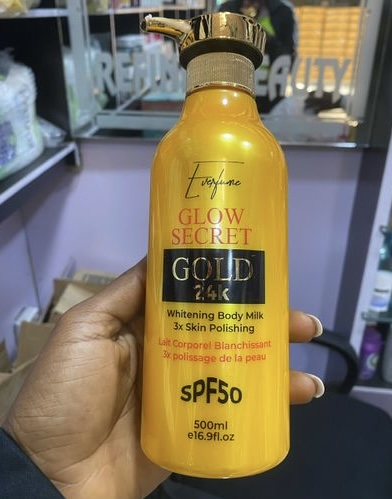 Everfume
GLOW
SECRET
GOLD
24K
Whitening Body Milk
3x Skin Polishing
Lait Corporel Blanchissant
3x polissage de la peau
SPF50
500ml
e16.9fl.oz
BEAUTY